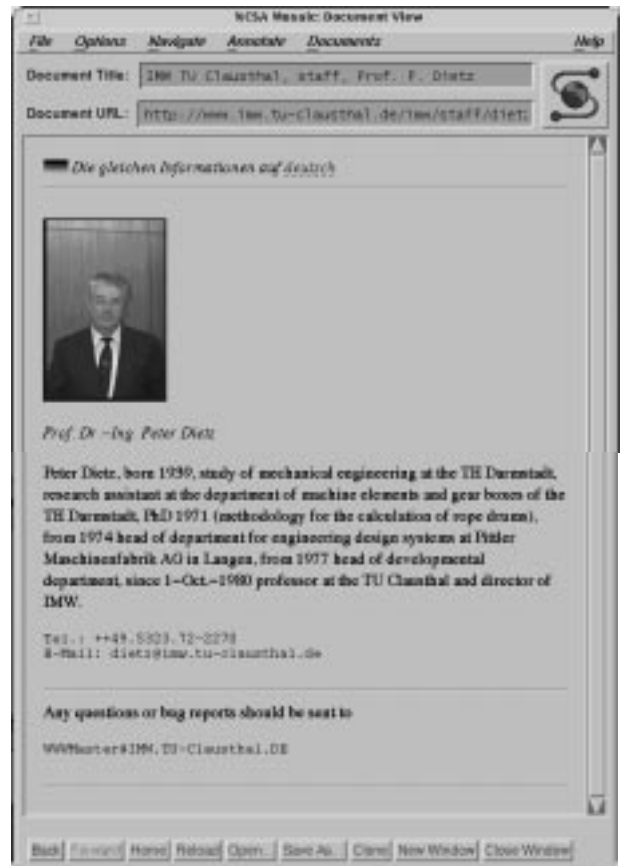 NCSA Mosaic: Document View
File Options Navigate Annotate Documents Help
Document Title: IMW TU Clausthal, staff, Prof. P. Dietz
Document URL: http://www.imw.tu-clausthal.de/imw/staff/diet
Die gleichen Informationen auf deutsch
Prof. Dr.-Ing. Peter Dietz
Peter Dietz, born 1939, study of mechanical engineering at the TH Darmstadt,
research assistant at the department of machine elements and gear boxes of the
TH Darmstadt, PhD 1971 (methodology for the calculation of rope drums),
from 1974 head of department for engineering design systems at Pittler
Maschinenfabrik AG in Langen, from 1977 head of developmental
department, since 1-Oct.-1980 professor at the TU Clausthal and director of
IMW.
Tel.: ++49.5323.72-2270
E-Mail: dietz@imw.tu-clausthal.de
Any questions or bug reports should be sent to
WWWMaster@IMW.TU-Clausthal.DE
Back Forward Home Reload Open... Save As... Clone New Window Close Window